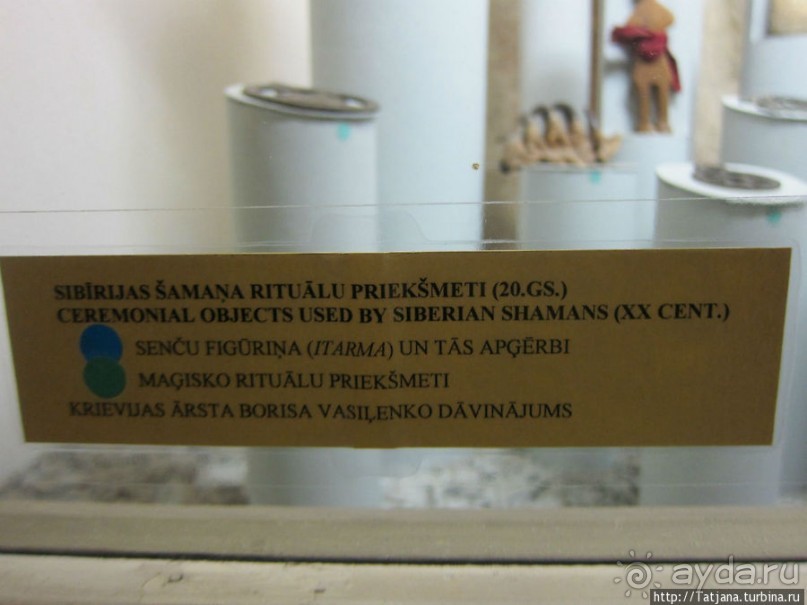 SIBĪRIJAS ŠAMAŅA RITUĀLU PRIEKŠMETI (20.GS.)
CEREMONIAL OBJECTS USED BY SIBERIAN SHAMANS (XX CENT.)
SENČU FIGŪRIŅA (ITARMA) UN TĀS APĢĒRBI
MAĢISKO RITUĀLU PRIEKŠMETI
KRIEVIJAS ĀRSTA BORISA VASIĻENKO DĀVINĀJUMS
ayda.ru
http://Tatjana.turbina.ru